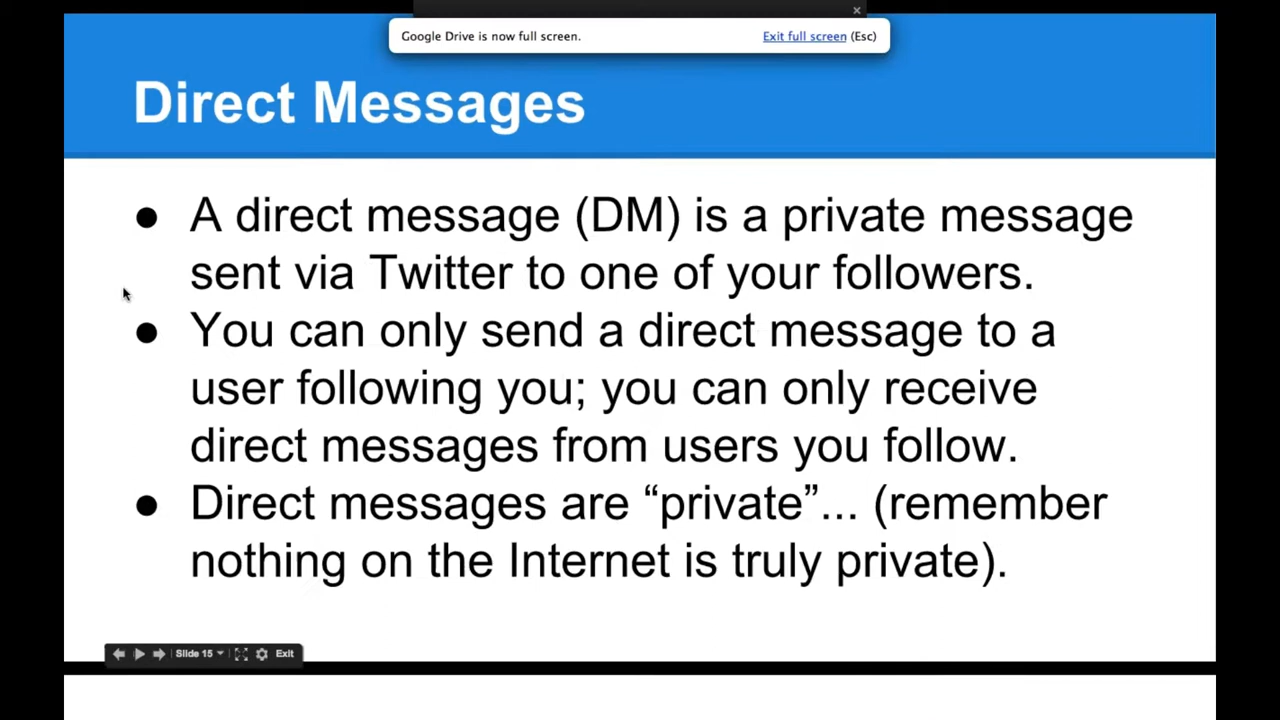 ×
Google Drive is now full screen. Exit full screen (Esc)
Direct Messages
● A direct message (DM) is a private message
sent via Twitter to one of your followers.
● You can only send a direct message to a
user following you; you can only receive
direct messages from users you follow.
● Direct messages are “private”... (remember
nothing on the Internet is truly private).
Slide 15 Exit